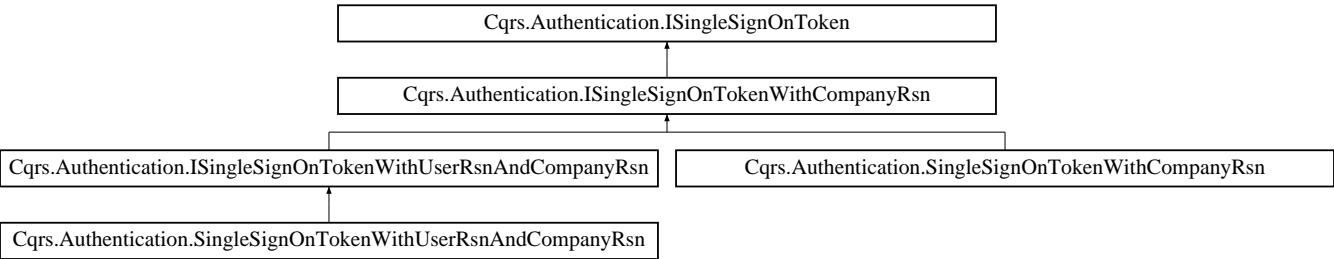 Cqrs.Authentication.ISingleSignOnToken
Cqrs.Authentication.ISingleSignOnTokenWithCompanyRsn
Cqrs.Authentication.ISingleSignOnTokenWithUserRsnAndCompanyRsn
Cqrs.Authentication.SingleSignOnTokenWithCompanyRsn
Cqrs.Authentication.SingleSignOnTokenWithUserRsnAndCompanyRsn